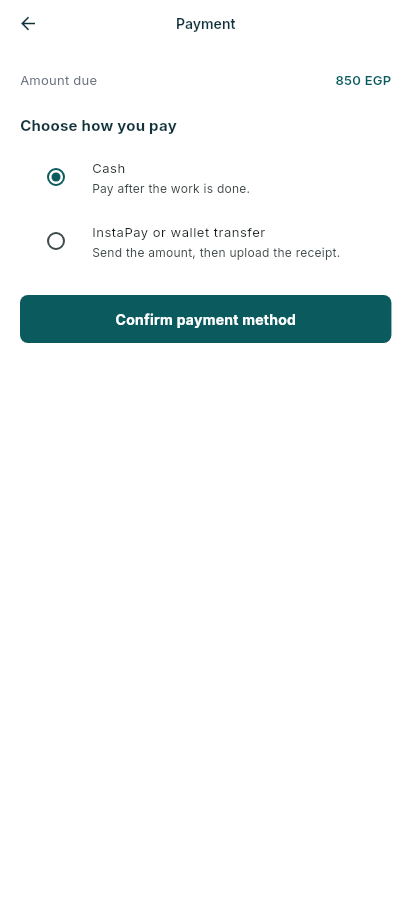 Payment
Amount due 850 EGP
Choose how you pay
Cash
Pay after the work is done.
InstaPay or wallet transfer
Send the amount, then upload the receipt.
Confirm payment method